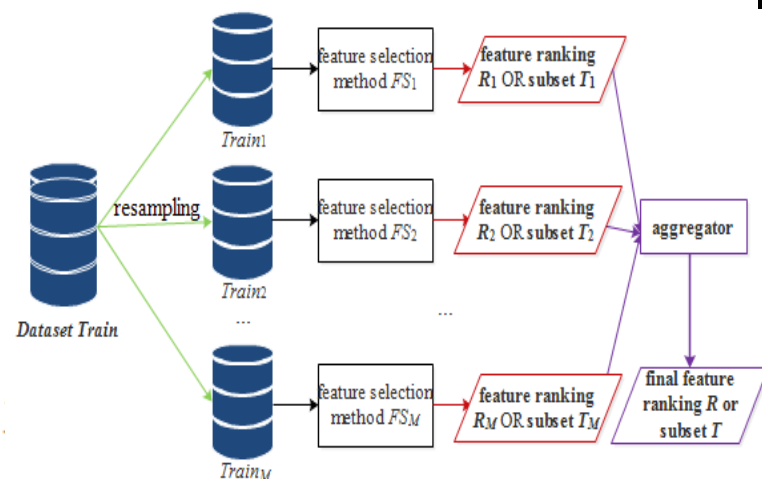 feature selection
method FS1
feature ranking
R1 OR subset T1
Train1
resampling
feature selection
method FS2
feature ranking
R2 OR subset T2
aggregator
Train2
Dataset Train
...
...
feature selection
method FSM
feature ranking
RM OR subset TM
final feature
ranking R or
subset T
TrainM